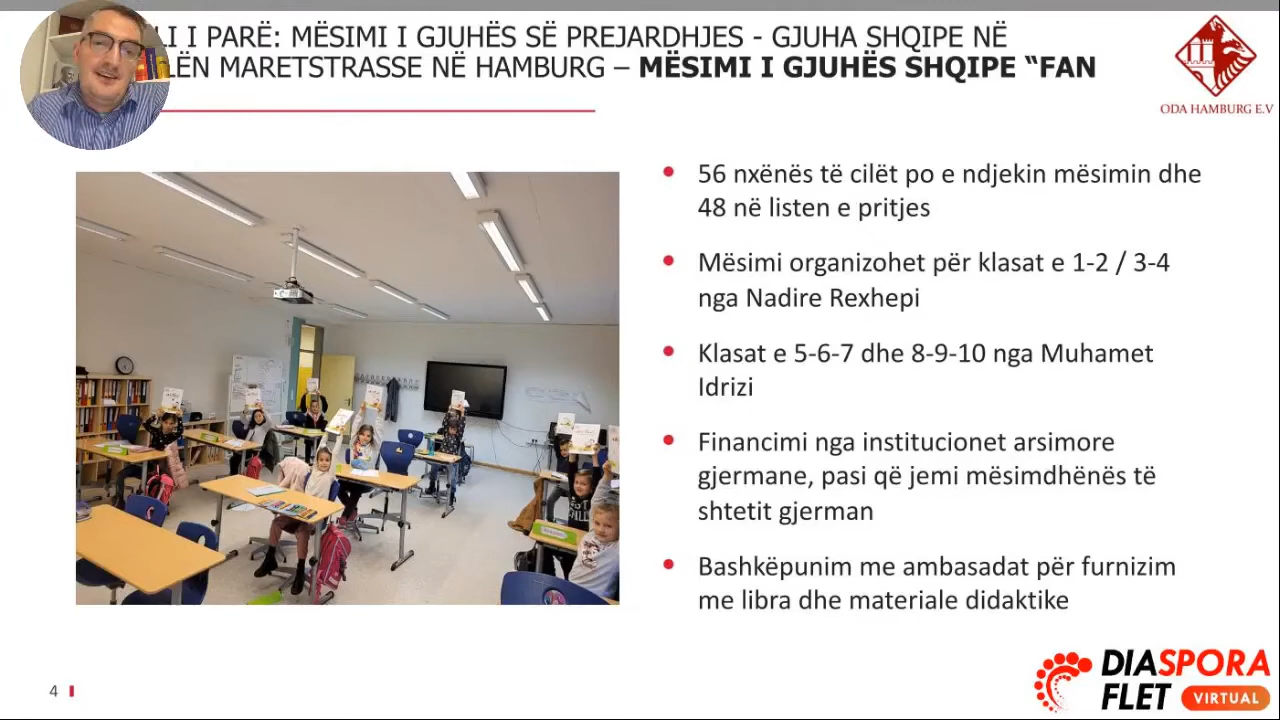 LI I PARË: MËSIMI I GJUHËS SË PREJARDHJES - GJUHA SHQIPE NË
LËN MARETSTRASSE NË HAMBURG – MËSIMI I GJUHËS SHQIPE “FAN
ODA HAMBURG E.V
• 56 nxënës të cilët po e ndjekin mësimin dhe
48 në listen e pritjes
• Mësimi organizohet për klasat e 1-2 / 3-4
nga Nadire Rexhepi
• Klasat e 5-6-7 dhe 8-9-10 nga Muhamet
Idrizi
• Financimi nga institucionet arsimore
gjermane, pasi që jemi mësimdhënës të
shtetit gjerman
• Bashkëpunim me ambasadat për furnizim
me libra dhe materiale didaktike
4
DIASPORA
FLET VIRTUAL